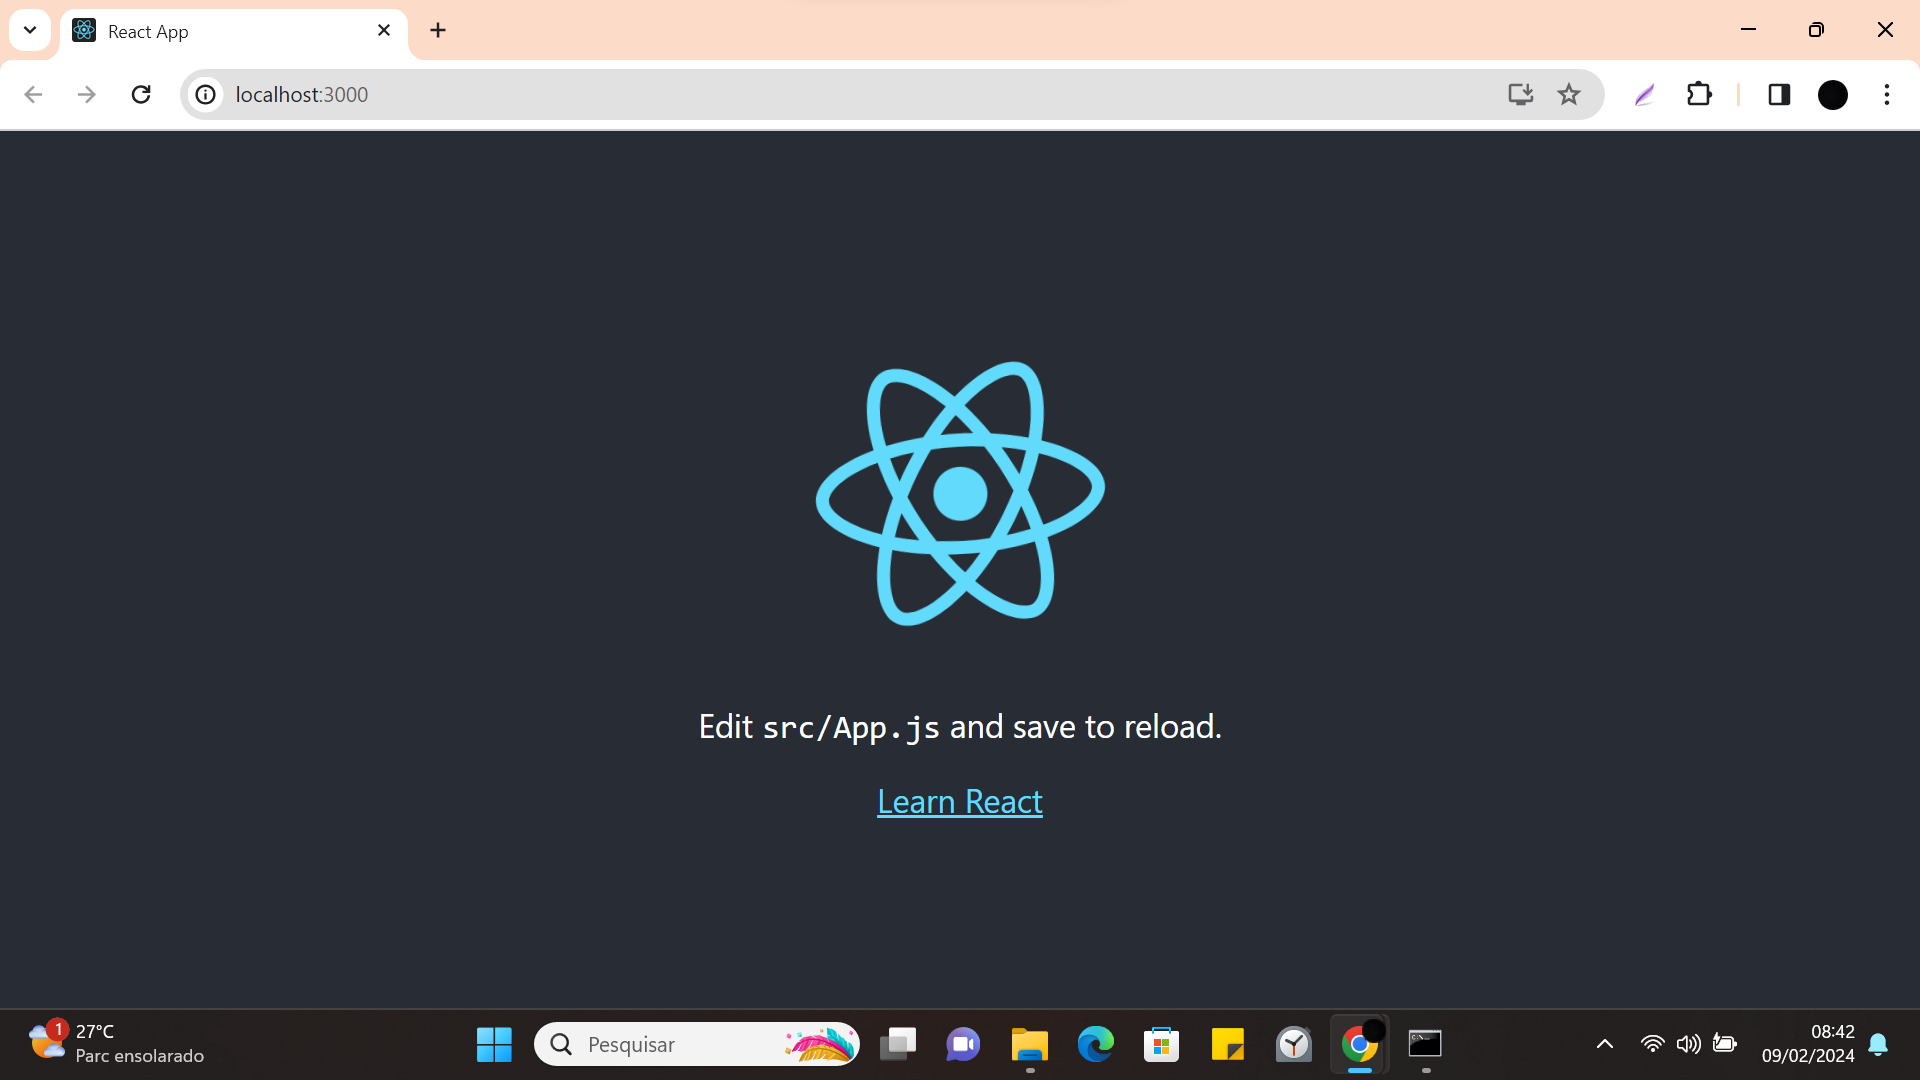 React App
localhost:3000
Edit src/App.js and save to reload.
Learn React
1
27°C
Parc ensolarado
Pesquisar
08:42
09/02/2024